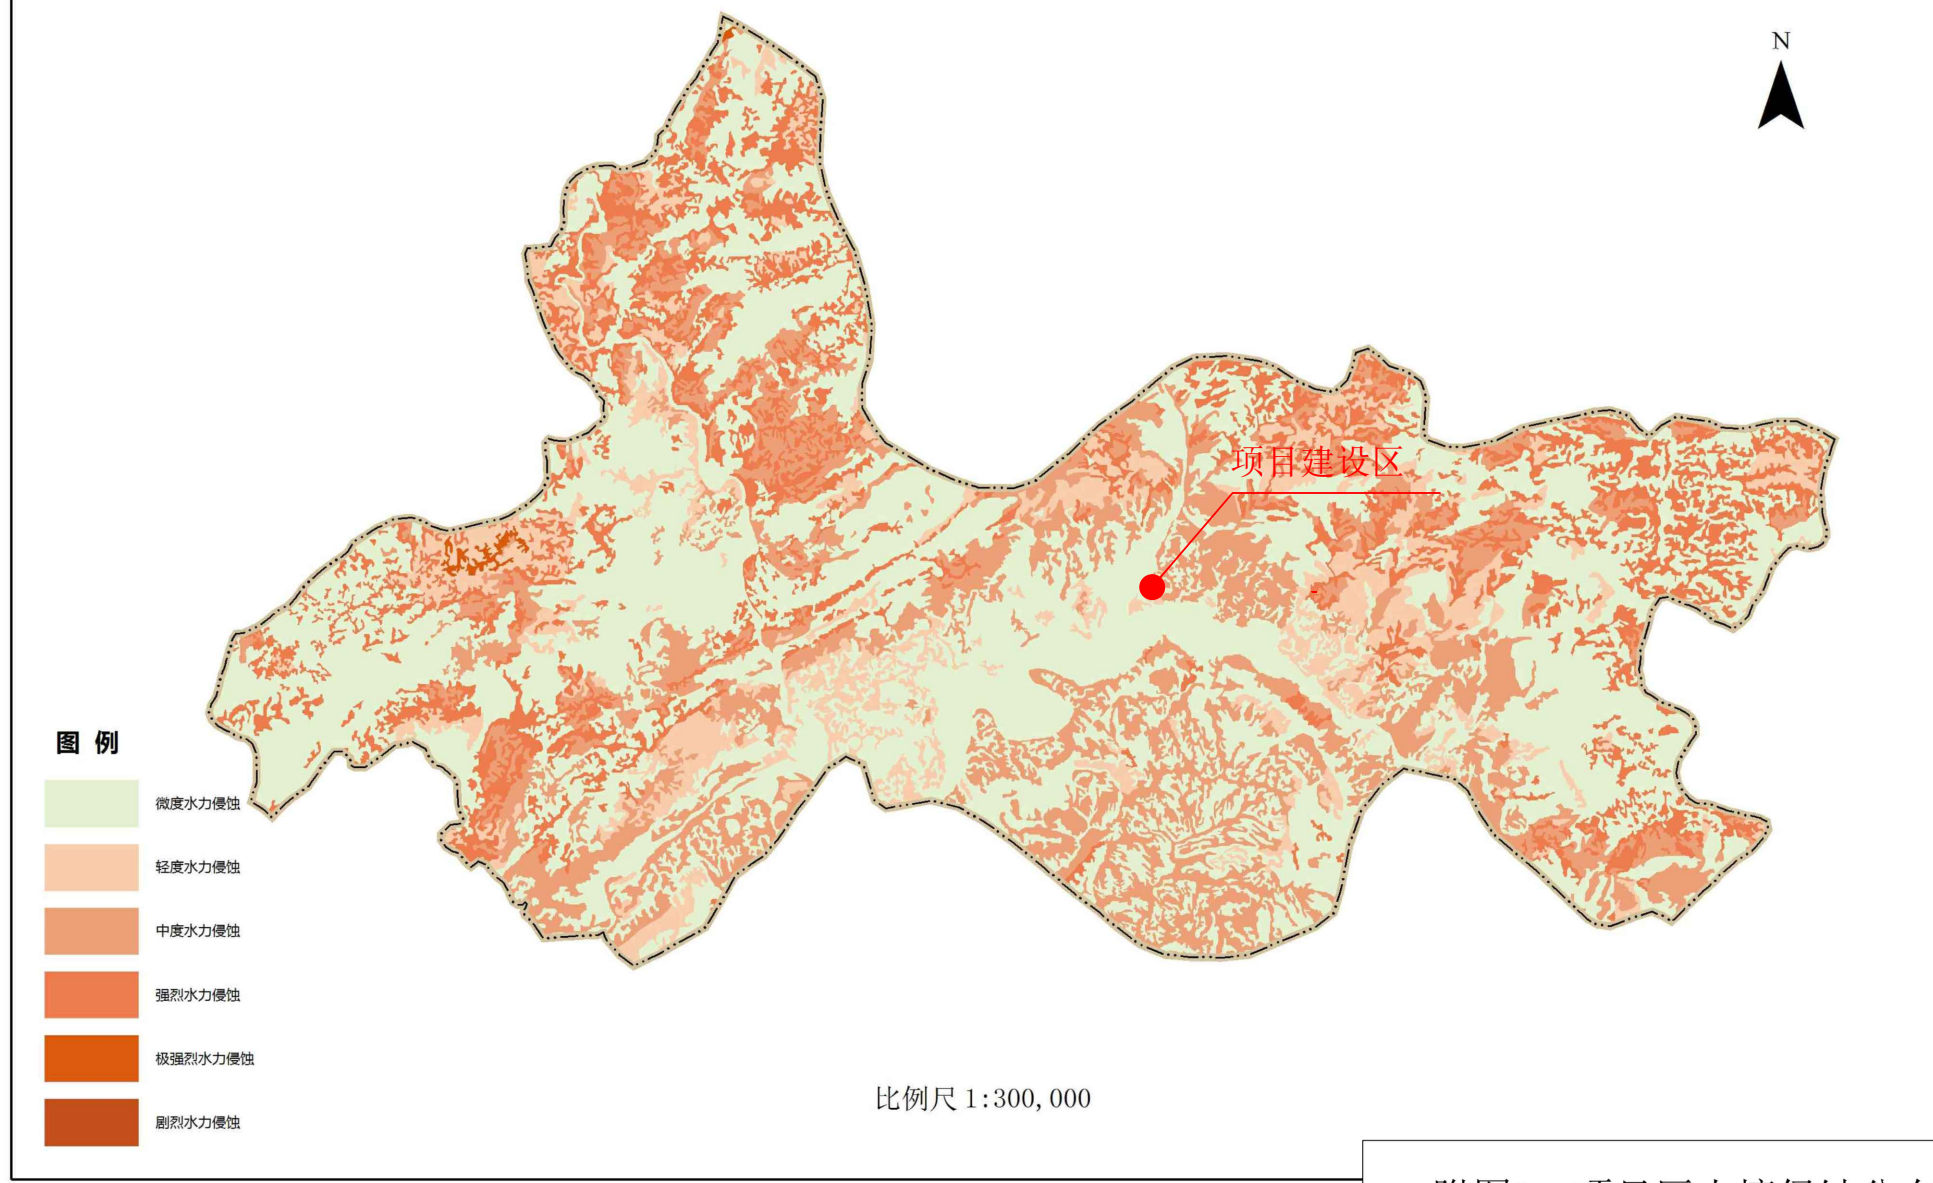 N
项目建设区
图 例
微度水力侵蚀
轻度水力侵蚀
中度水力侵蚀
强烈水力侵蚀
极强烈水力侵蚀
剧烈水力侵蚀
比例尺 1:300,000